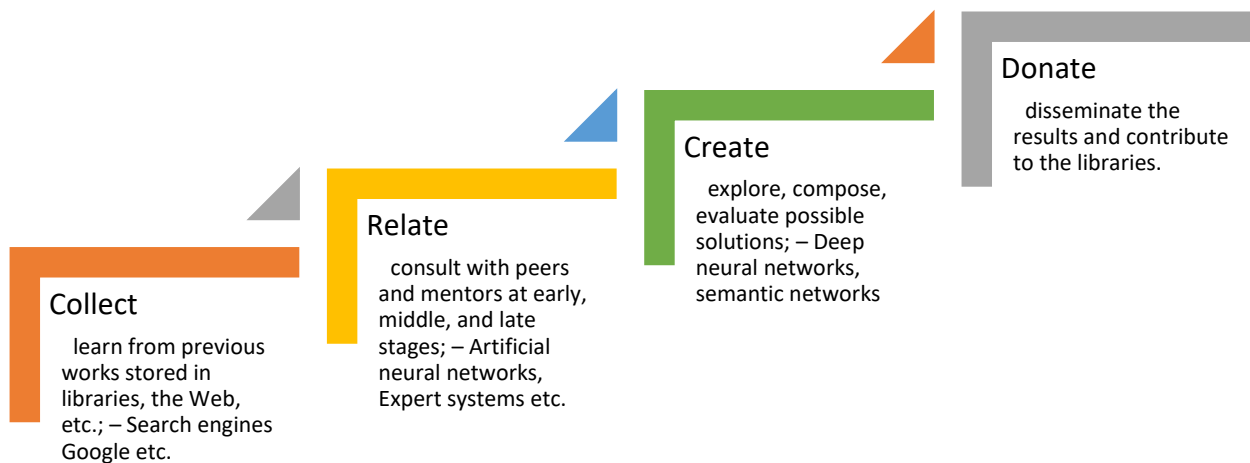 Collect
learn from previous
works stored in
libraries, the Web,
etc.; – Search engines
Google etc.
Relate
consult with peers
and mentors at early,
middle, and late
stages; – Artificial
neural networks,
Expert systems etc.
Create
explore, compose,
evaluate possible
solutions; – Deep
neural networks,
semantic networks
Donate
disseminate the
results and contribute
to the libraries.